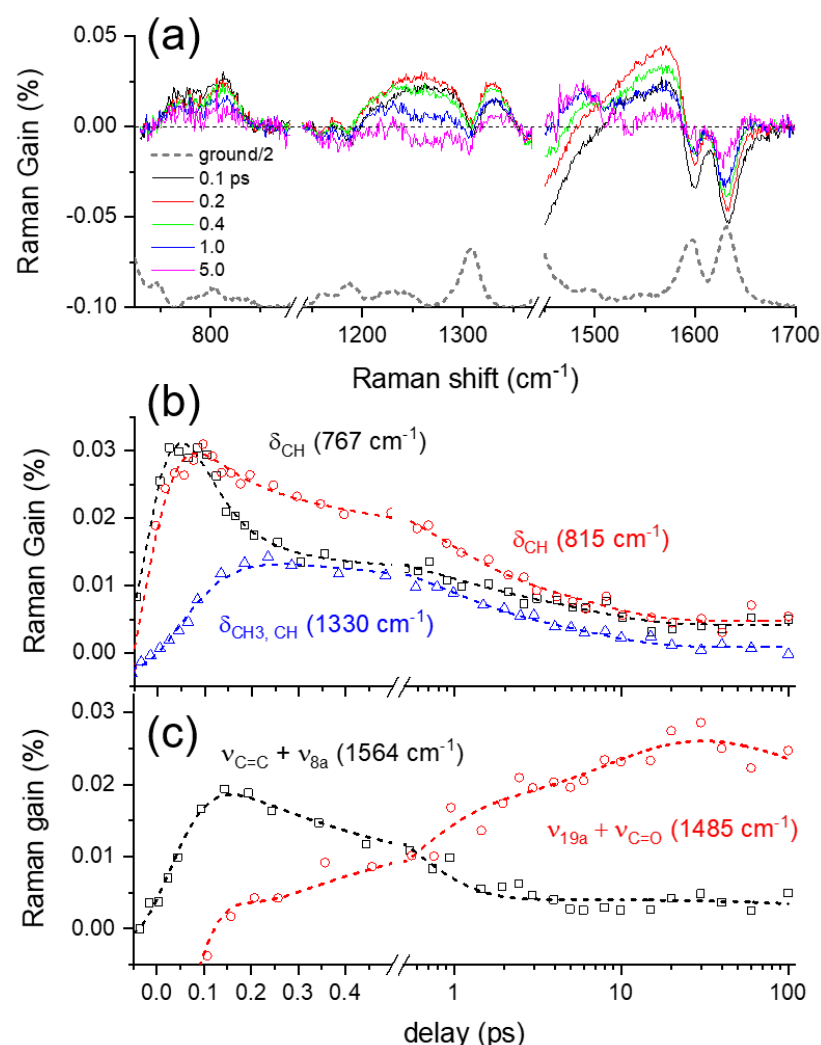 (a)
0.05
0.00
-0.05
-0.10
Raman Gain (%)
ground/2
0.1 ps
0.2
0.4
1.0
5.0
800 1200 1300 1500 1600 1700
Raman shift (cm⁻¹)
(b)
0.03
0.02
0.01
0.00
Raman Gain (%)
δCH (767 cm⁻¹)
δCH (815 cm⁻¹)
δCH3, CH (1330 cm⁻¹)
(c)
0.03
0.02
0.01
0.00
Raman gain (%)
νC=C + ν8a (1564 cm⁻¹)
ν19a + νC=O (1485 cm⁻¹)
0.0 0.1 0.2 0.3 0.4 1 10 100
delay (ps)